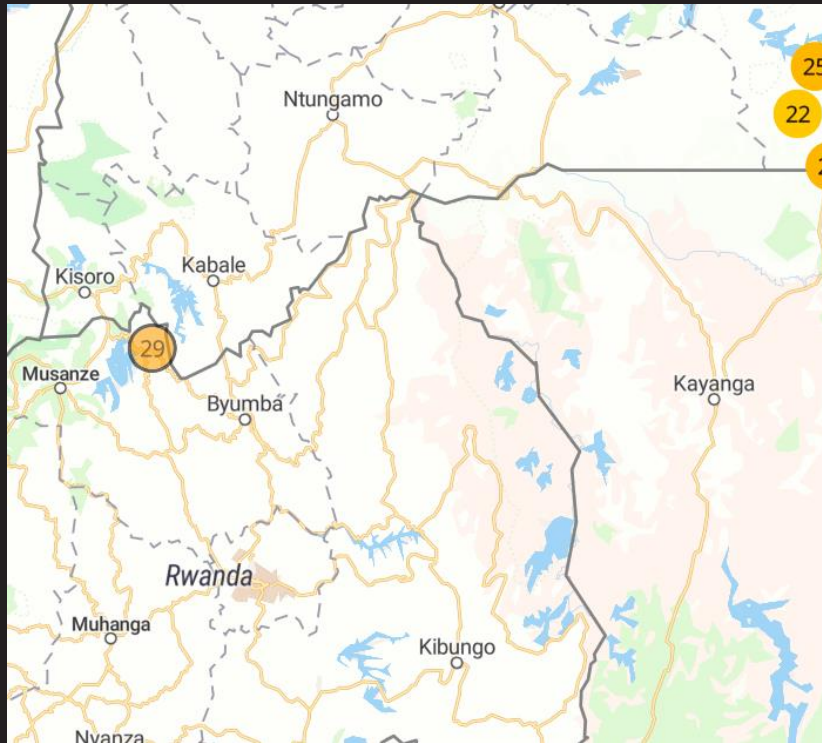 25
22
Ntungamo
Kabale
Kisoro
29
Kayanga
Musanze
Byumba
Rwanda
Muhanga
Kibungo
Nyanza